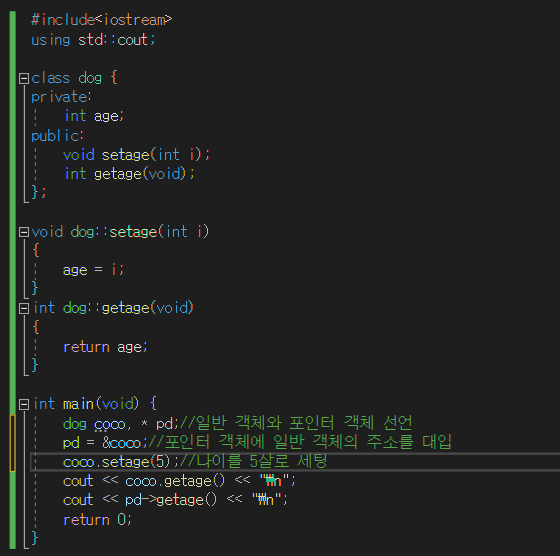 #include<iostream>
using std::cout;
class dog {
private:
int age;
public:
void setage(int i);
int getage(void);
};
void dog::setage(int i)
{
age = i;
}
int dog::getage(void)
{
return age;
}
int main(void) {
dog coco, * pd;//일반 객체와 포인터 객체 선언
pd = &coco;//포인터 객체에 일반 객체의 주소를 대입
coco.setage(5);//나이를 5살로 세팅
cout << coco.getage() << "₩n";
cout << pd->getage() << "₩n";
return 0;
}